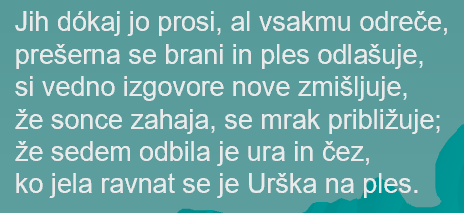 Jih dókaj jo prosi, al vsakmu odreče,
prešerna se brani in ples odlašuje,
si vedno izgovore nove zmišljuje,
že sonce zahaja, se mrak približuje;
že sedem odbila je ura in čez,
ko jela ravnat se je Urška na ples.